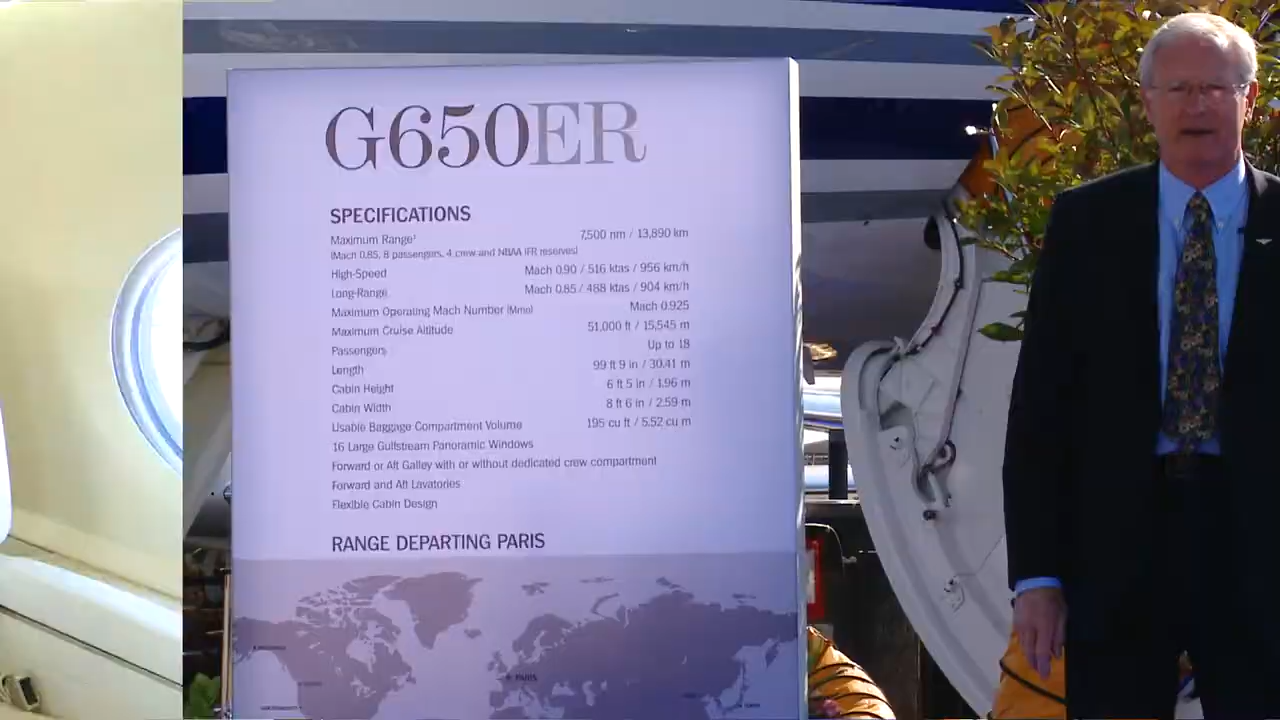 G650ER
SPECIFICATIONS
Maximum Range¹ 7,500 nm / 13,890 km
(Mach 0.85, 8 passengers, 4 crew and NBAA IFR reserves)
High-Speed Mach 0.90 / 516 ktas / 956 km/h
Long-Range Mach 0.85 / 488 ktas / 904 km/h
Maximum Operating Mach Number (Mmo) Mach 0.925
Maximum Cruise Altitude 51,000 ft / 15,545 m
Passengers Up to 18
Length 99 ft 9 in / 30.41 m
Cabin Height 6 ft 5 in / 1.96 m
Cabin Width 8 ft 6 in / 2.59 m
Usable Baggage Compartment Volume 195 cu ft / 5.52 cu m
16 Large Gulfstream Panoramic Windows
Forward or Aft Galley with or without dedicated crew compartment
Forward and Aft Lavatories
Flexible Cabin Design
RANGE DEPARTING PARIS
PARIS